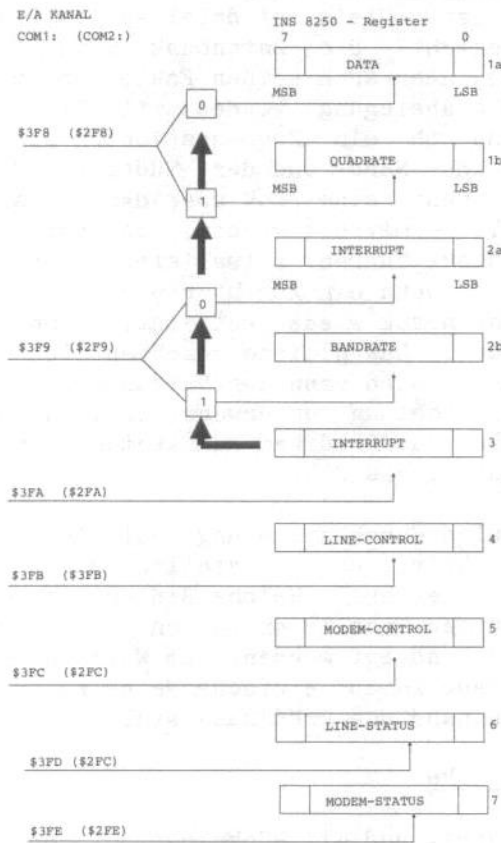 E/A KANAL
COM1: (COM2:)
INS 8250 - Register
7 0
DATA 1a
MSB LSB
0
$3F8 ($2F8)
QUADRATE 1b
MSB LSB
1
INTERRUPT 2a
MSB LSB
0
$3F9 ($2F9)
BANDRATE 2b
1
INTERRUPT 3
$3FA ($2FA)
LINE-CONTROL 4
$3FB ($3FB)
MODEM-CONTROL 5
$3FC ($2FC)
LINE-STATUS 6
$3FD ($2FC)
MODEM-STATUS 7
$3FE ($2FE)